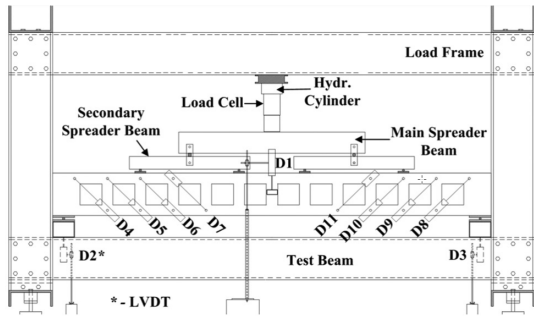 Load Frame
Hydr.
Cylinder
Load Cell
Secondary
Spreader Beam
Main Spreader
Beam
D1
D4
D5
D6
D7
D11
D10
D9
D8
D2*
D3
Test Beam
* - LVDT